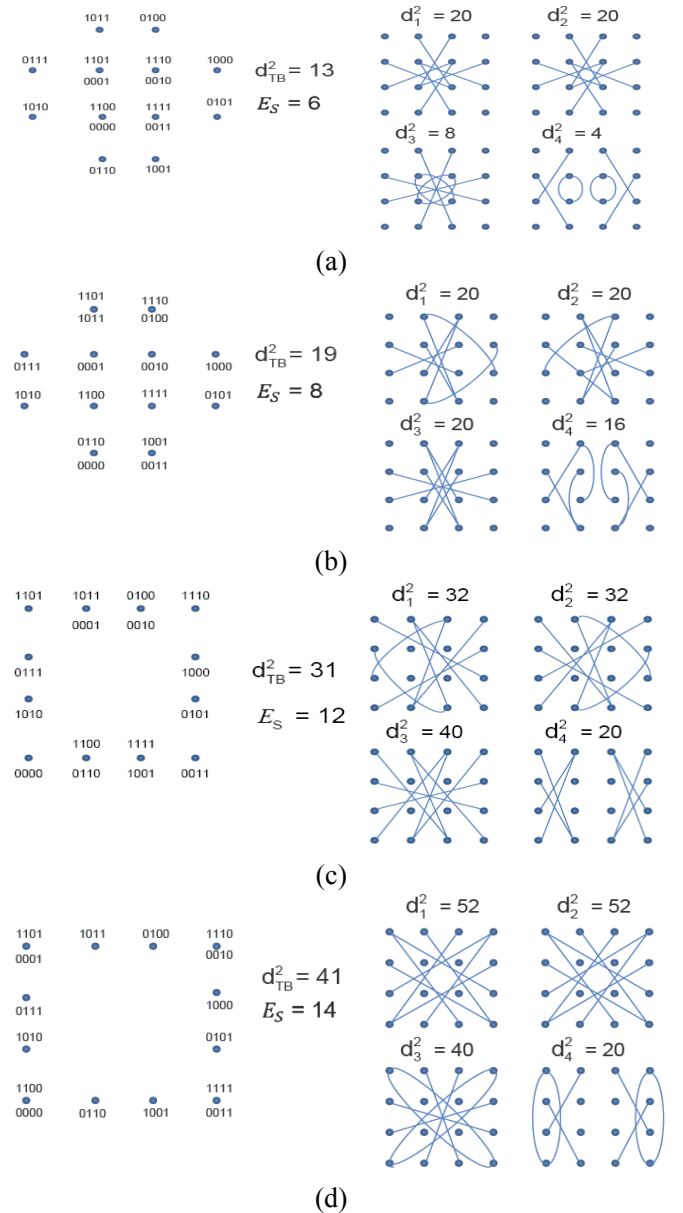 1011 0100
0111 1101 1110 1000
0001 0010
1010 1100 1111 0101
0000 0011
0110 1001
d²TB = 13
ES = 6
d²1 = 20 d²2 = 20
d²3 = 8 d²4 = 4
(a)
1101 1110
1011 0100
0111 0001 0010 1000
1010 1100 1111 0101
0110 1001
0000 0011
d²TB = 19
ES = 8
d²1 = 20 d²2 = 20
d²3 = 20 d²4 = 16
(b)
1101 1011 0100 1110
0001 0010
0111 1000
1010 0101
1100 1111
0000 0110 1001 0011
d²TB = 31
ES = 12
d²1 = 32 d²2 = 32
d²3 = 40 d²4 = 20
(c)
1101 1011 0100 1110
0001 0010
0111 1000
1010 0101
1100 1111
0000 0110 1001 0011
d²TB = 41
ES = 14
d²1 = 52 d²2 = 52
d²3 = 40 d²4 = 20
(d)